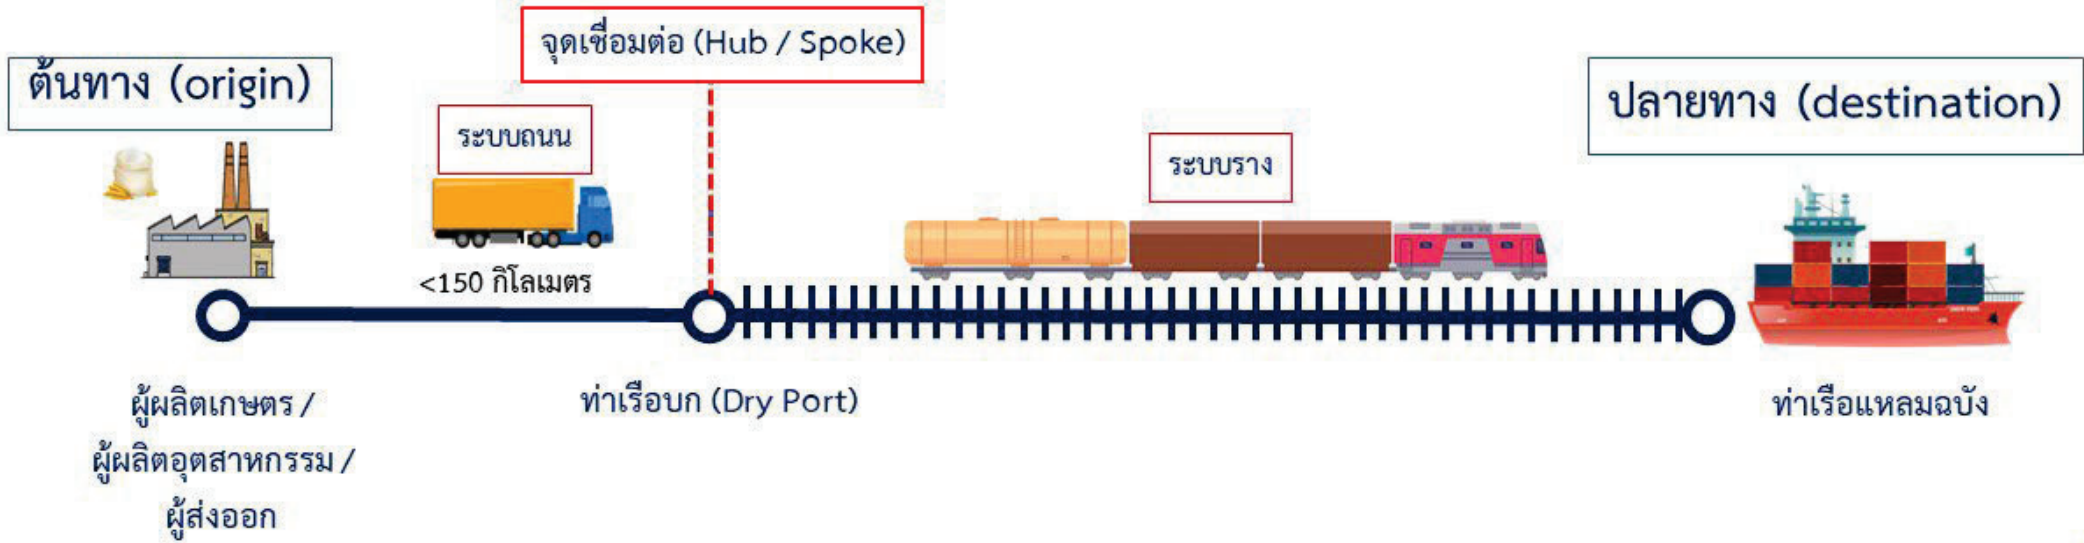 ต้นทาง (origin)
จุดเชื่อมต่อ (Hub / Spoke)
ปลายทาง (destination)
ระบบถนน
ระบบราง
<150 กิโลเมตร
ผู้ผลิตเกษตร /
ผู้ผลิตอุตสาหกรรม /
ผู้ส่งออก
ท่าเรือบก (Dry Port)
ท่าเรือแหลมฉบัง